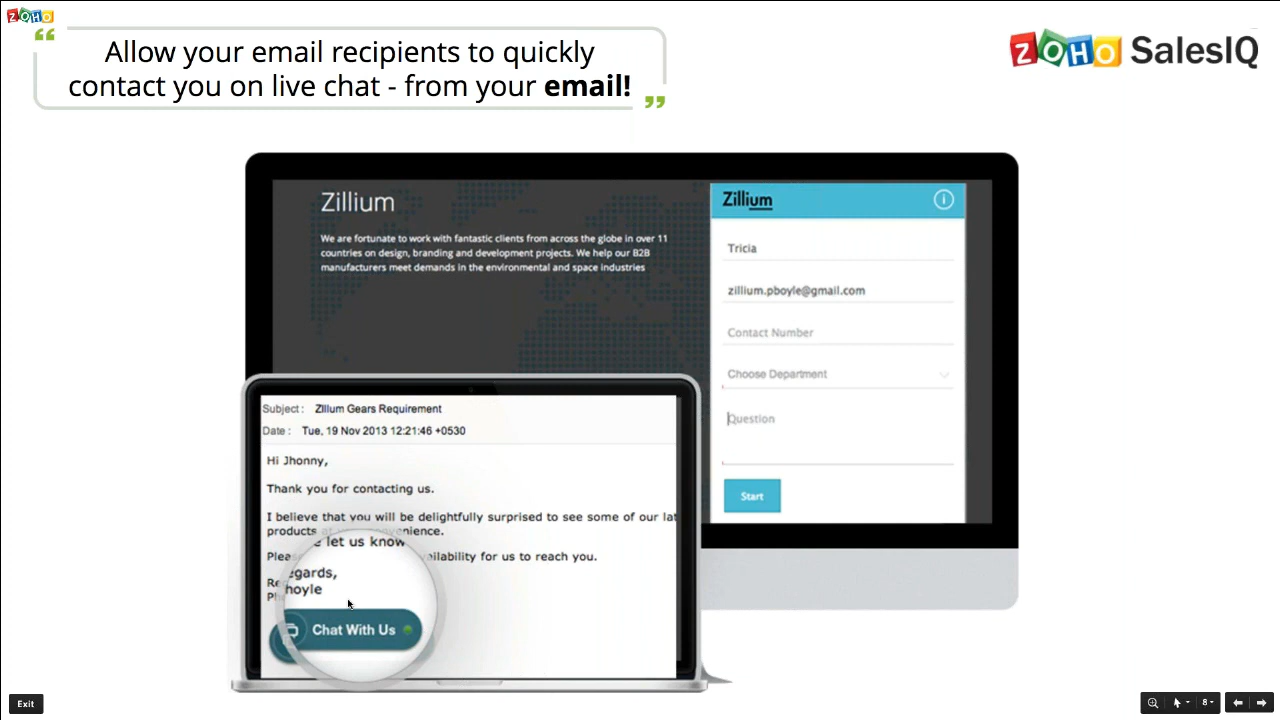 ZOHO
“ Allow your email recipients to quickly
contact you on live chat - from your email! ”
ZOHO SalesIQ
Zillium
We are fortunate to work with fantastic clients from across the globe in over 11
countries on design, branding and development projects. We help our B2B
manufacturers meet demands in the environmental and space industries
Zillium
i
Tricia
zillium.pboyle@gmail.com
Contact Number
Choose Department
Question
Start
Subject : Zillum Gears Requirement
Date : Tue, 19 Nov 2013 12:21:46 +0530
Hi Jhonny,
Thank you for contacting us.
I believe that you will be delightfully surprised to see some of our lat
products
let us know
for us to reach you.
egards,
hoyle
Chat With Us
Exit
8